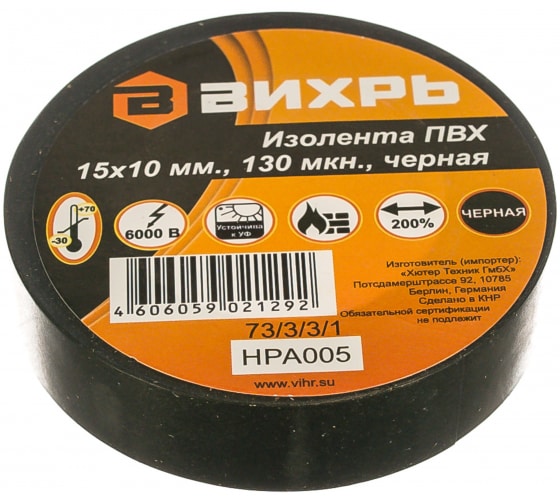 В ВИХРЬ
Изолента ПВХ
15х10 мм., 130 мкн., черная
+70
-30
6000 В
Устойчива
к УФ
200%
ЧЕРНАЯ
Изготовитель (импортер):
«Хютер Техник ГмбХ»
Потсдамерштрассе 92, 10785
Берлин, Германия
Сделано в КНР
Обязательной сертификации
не подлежит
4 606059 021292
73/3/3/1
НРА005
www.vihr.su